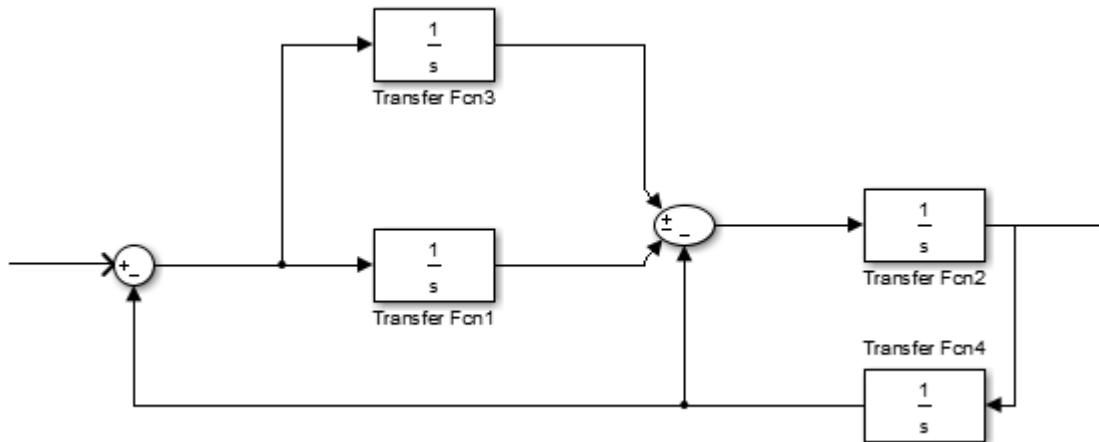 1
s
Transfer Fcn3
+
+
-
1
s
Transfer Fcn2
+
-
1
s
Transfer Fcn1
Transfer Fcn4
1
s